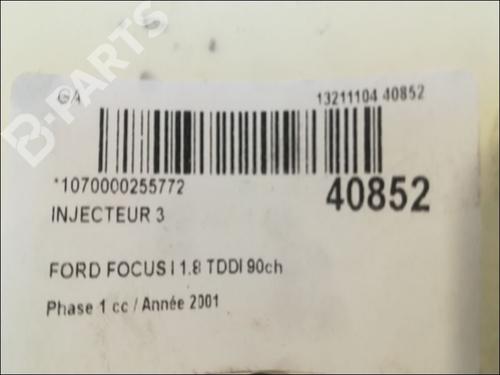 B-PARTS
GA
13211104 40852
*1070000255772
40852
INJECTEUR 3
FORD FOCUS I 1.8 TDDI 90ch
Phase 1 cc / Année 2001